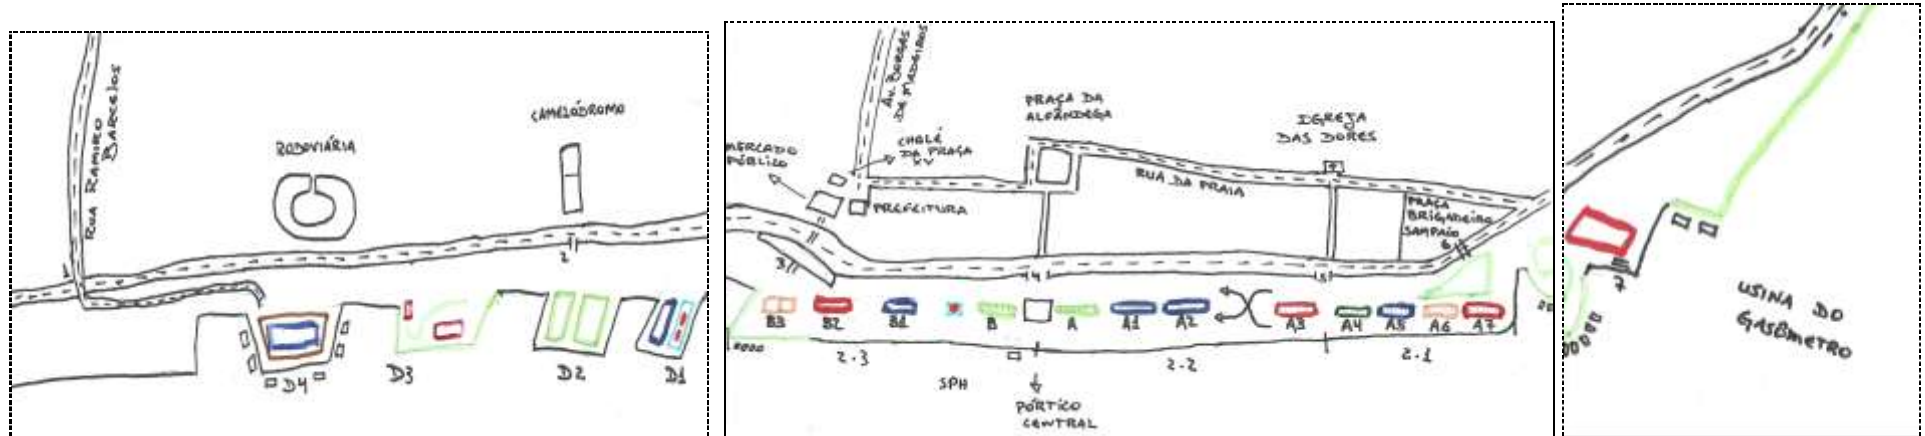 RUA RAMIRO
BARCELOS
RODOVIÁRIA
CAMELÓDROMO
1
2
D4
D3
D2
D1
MERCADO
PÚBLICO
AV. BORGES
DE MEDEIROS
CHALÉ
DA PRAÇA
XV
PREFEITURA
PRAÇA DA
ALFÂNDEGA
RUA DA PRAIA
IGREJA
DAS DORES
PRAÇA
BRIGADEIRO
SAMPAIO
6
4
5
B3
B2
B1
B
A
A1
A2
A3
A4
A5
A6
A7
2.3
2.2
2.1
SPH
PÓRTICO
CENTRAL
7
USINA DO
GASÔMETRO